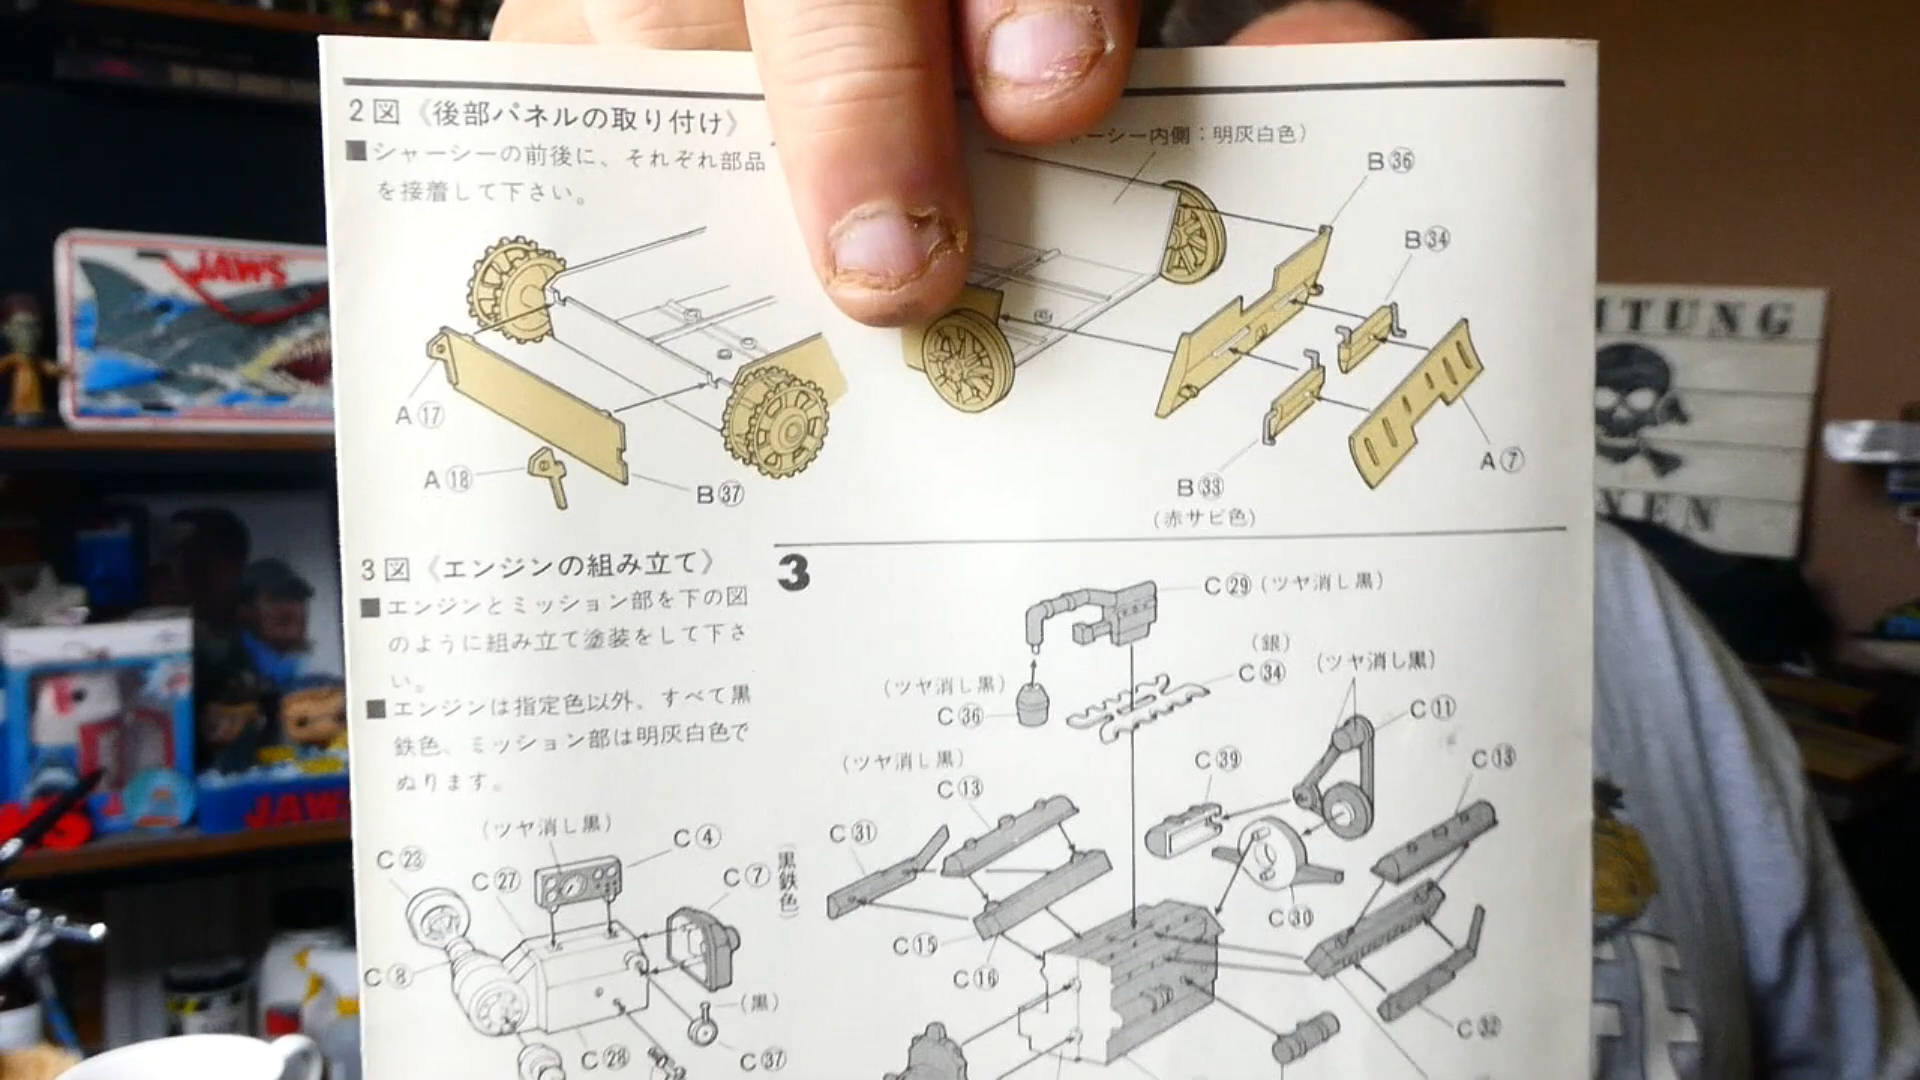 2図《後部パネルの取り付け》
■シャーシーの前後に、それぞれ部品
を接着して下さい。
ーシー内側：明灰白色）
B㊱
B㉞
A⑰
A⑱
B㊲
B㉝
(赤サビ色)
A⑦
3図《エンジンの組み立て》
■エンジンとミッション部を下の図
のように組み立て塗装をして下さ
い。
■エンジンは指定色以外、すべて黒
鉄色、ミッション部は明灰白色で
ぬります。
3
C㉙(ツヤ消し黒)
(銀)
C㉞
(ツヤ消し黒)
(ツヤ消し黒)
C㊱
C⑪
C㊴
C⑬
(ツヤ消し黒)
C⑬
C㉛
C⑮
C⑯
C㉚
C㉜
(ツヤ消し黒)
C④
C㉓
C㉗
C⑦
(黒鉄色)
C⑧
(黒)
C㉘
C㊲
JAWS
JAW
TUNG
NEN